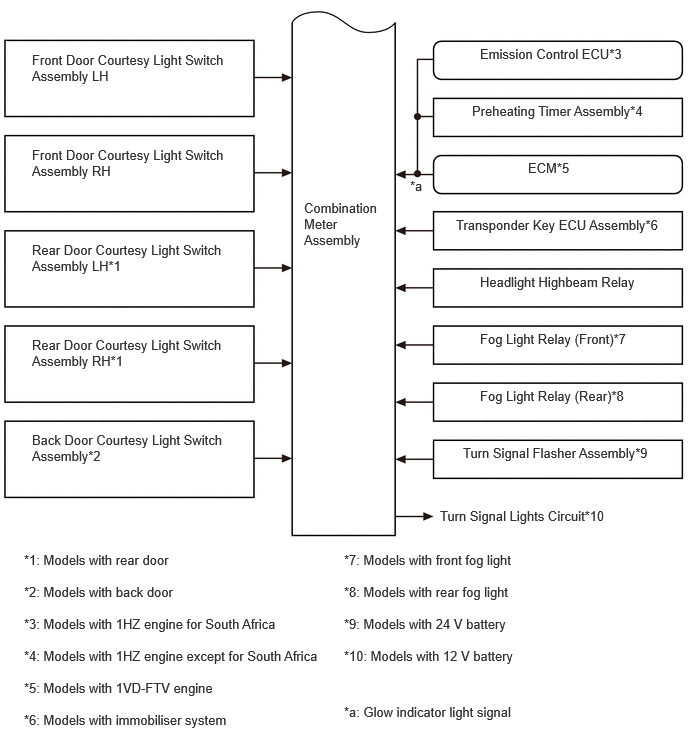 Front Door Courtesy Light Switch
Assembly LH
Front Door Courtesy Light Switch
Assembly RH
Rear Door Courtesy Light Switch
Assembly LH*1
Rear Door Courtesy Light Switch
Assembly RH*1
Back Door Courtesy Light Switch
Assembly*2
Combination
Meter
Assembly
Emission Control ECU*3
Preheating Timer Assembly*4
ECM*5
*a
Transponder Key ECU Assembly*6
Headlight Highbeam Relay
Fog Light Relay (Front)*7
Fog Light Relay (Rear)*8
Turn Signal Flasher Assembly*9
Turn Signal Lights Circuit*10
*1: Models with rear door
*2: Models with back door
*3: Models with 1HZ engine for South Africa
*4: Models with 1HZ engine except for South Africa
*5: Models with 1VD-FTV engine
*6: Models with immobiliser system
*7: Models with front fog light
*8: Models with rear fog light
*9: Models with 24 V battery
*10: Models with 12 V battery
*a: Glow indicator light signal